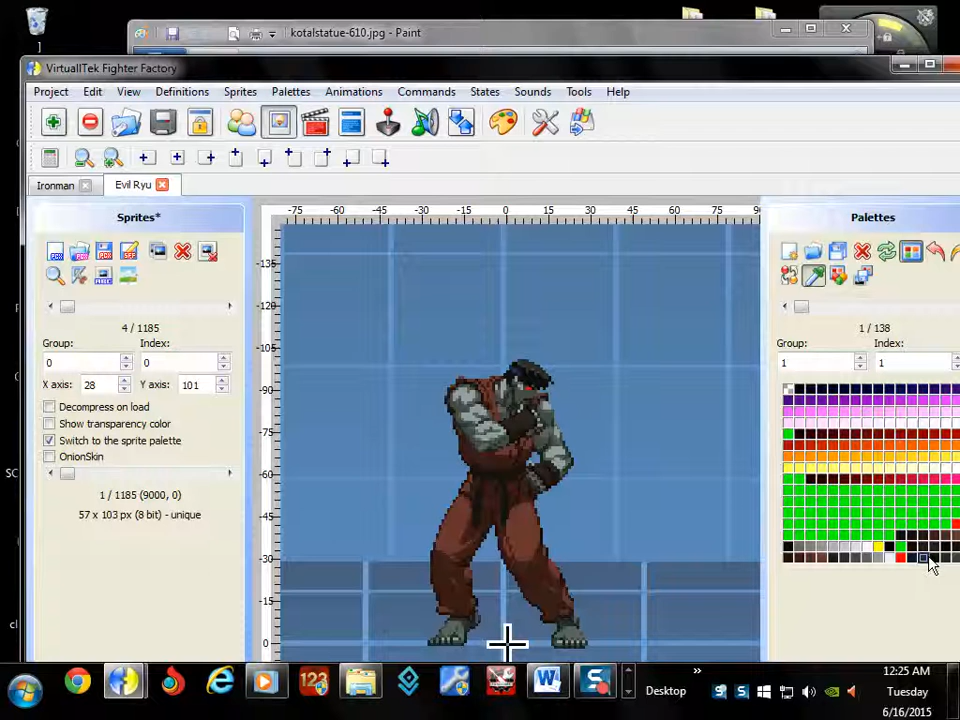 kotalstatue-610.jpg - Paint
VirtuallTek Fighter Factory
Project Edit View Definitions Sprites Palettes Animations Commands States Sounds Tools Help
Ironman Evil Ryu
Sprites*
-75 -60 -45 -30 -15 0 15 30 45 60 75 90
Palettes
4 / 1185
1 / 138
Group: Index:
0 0
Group: Index:
1 1
X axis: 28 Y axis: 101
Decompress on load
Show transparency color
Switch to the sprite palette
OnionSkin
1 / 1185 (9000, 0)
57 x 103 px (8 bit) - unique
-135
-120
-105
-90
-75
-60
-45
-30
-15
0
123
Desktop
»
12:25 AM
Tuesday
6/16/2015